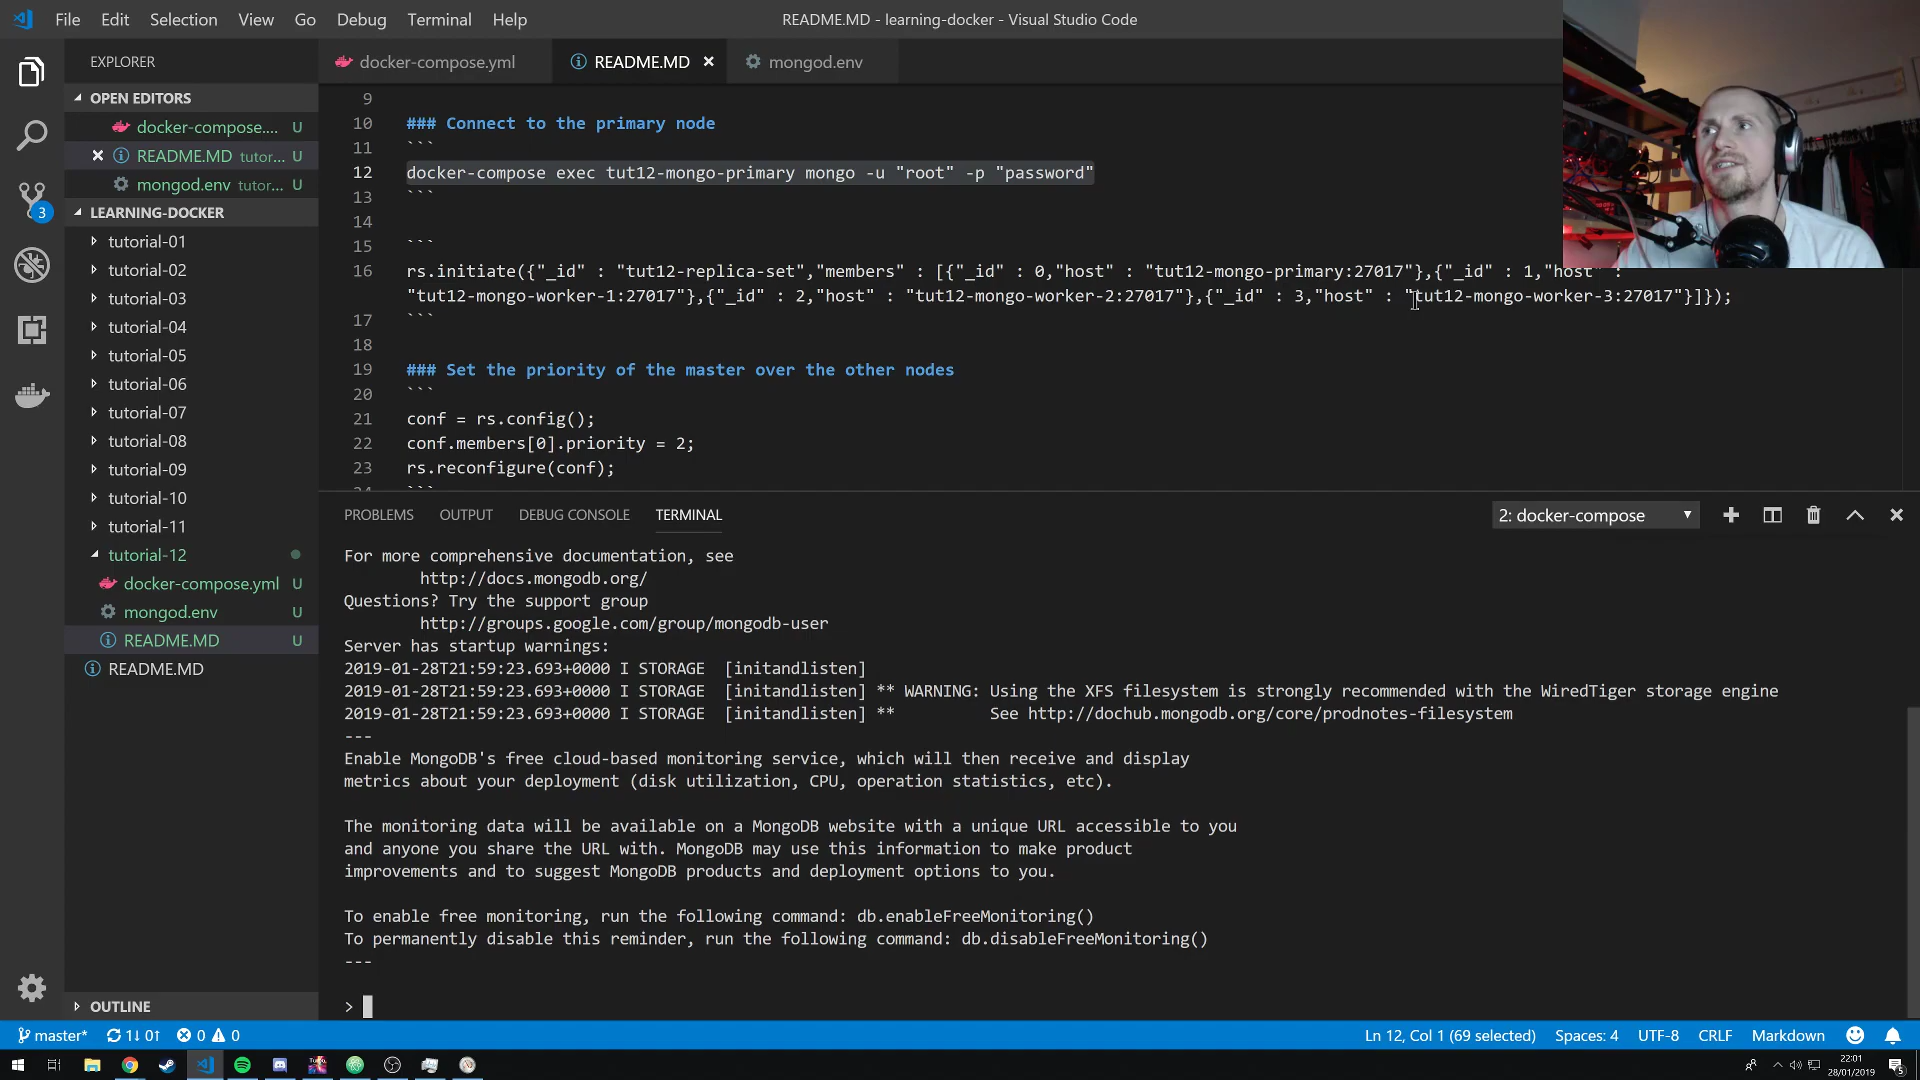 File Edit Selection View Go Debug Terminal Help
README.MD - learning-docker - Visual Studio Code
EXPLORER
OPEN EDITORS
docker-compose.... U
README.MD tutor... U
mongod.env tutor... U
3
LEARNING-DOCKER
tutorial-01
tutorial-02
tutorial-03
tutorial-04
tutorial-05
tutorial-06
tutorial-07
tutorial-08
tutorial-09
tutorial-10
tutorial-11
tutorial-12
docker-compose.yml U
mongod.env U
README.MD U
README.MD
OUTLINE
docker-compose.yml README.MD mongod.env
9
10 ### Connect to the primary node
11 ```
12 docker-compose exec tut12-mongo-primary mongo -u "root" -p "password"
13 ```
14
15 ```
16 rs.initiate({"_id" : "tut12-replica-set","members" : [{"_id" : 0,"host" : "tut12-mongo-primary:27017"},{"_id" : 1,"host" :
"tut12-mongo-worker-1:27017"},{"_id" : 2,"host" : "tut12-mongo-worker-2:27017"},{"_id" : 3,"host" : "tut12-mongo-worker-3:27017"}]});
17 ```
18
19 ### Set the priority of the master over the other nodes
20 ```
21 conf = rs.config();
22 conf.members[0].priority = 2;
23 rs.reconfigure(conf);
PROBLEMS OUTPUT DEBUG CONSOLE TERMINAL
2: docker-compose
For more comprehensive documentation, see
http://docs.mongodb.org/
Questions? Try the support group
http://groups.google.com/group/mongodb-user
Server has startup warnings:
2019-01-28T21:59:23.693+0000 I STORAGE [initandlisten]
2019-01-28T21:59:23.693+0000 I STORAGE [initandlisten] ** WARNING: Using the XFS filesystem is strongly recommended with the WiredTiger storage engine
2019-01-28T21:59:23.693+0000 I STORAGE [initandlisten] ** See http://dochub.mongodb.org/core/prodnotes-filesystem
---
Enable MongoDB's free cloud-based monitoring service, which will then receive and display
metrics about your deployment (disk utilization, CPU, operation statistics, etc).
The monitoring data will be available on a MongoDB website with a unique URL accessible to you
and anyone you share the URL with. MongoDB may use this information to make product
improvements and to suggest MongoDB products and deployment options to you.
To enable free monitoring, run the following command: db.enableFreeMonitoring()
To permanently disable this reminder, run the following command: db.disableFreeMonitoring()
---
>
master* 1↓ 0↑ 0 0
Ln 12, Col 1 (69 selected) Spaces: 4 UTF-8 CRLF Markdown
22:01
28/01/2019
5